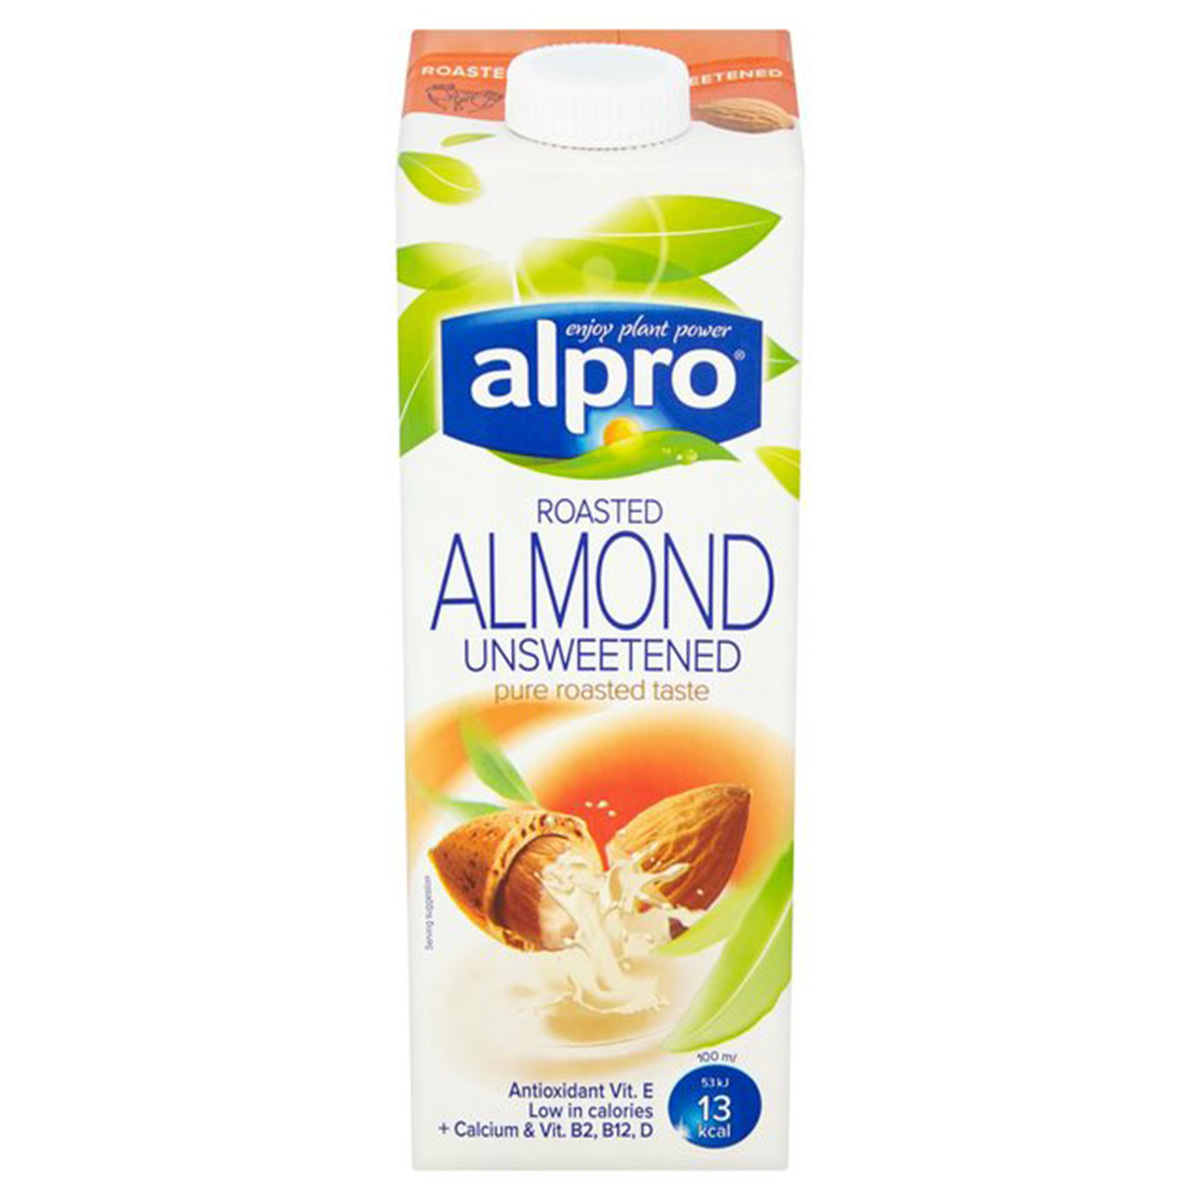 ROASTE
EETENED
enjoy plant power
alpro®
ROASTED
ALMOND
UNSWEETENED
pure roasted taste
Serving suggestion
100 ml
53 kJ
13
kcal
Antioxidant Vit. E
Low in calories
+ Calcium & Vit. B2, B12, D